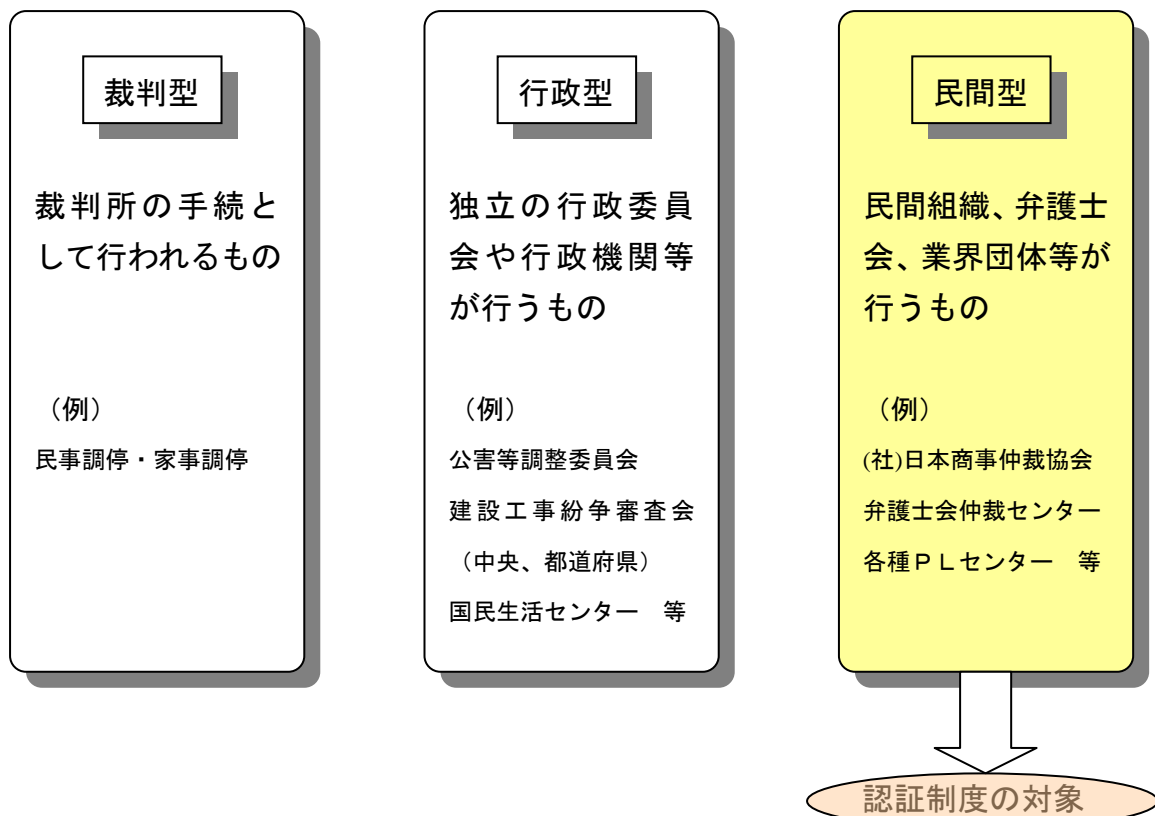 裁判型
裁判所の手続と
して行われるもの
（例）
民事調停・家事調停
行政型
独立の行政委員
会や行政機関等
が行うもの
（例）
公害等調整委員会
建設工事紛争審査会
（中央、都道府県）
国民生活センター　等
民間型
民間組織、弁護士
会、業界団体等が
行うもの
（例）
(社)日本商事仲裁協会
弁護士会仲裁センター
各種ＰＬセンター　等
認証制度の対象